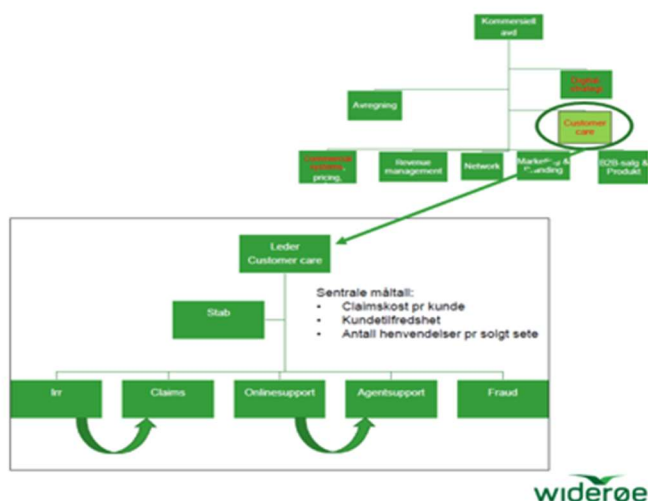 Kommersiell
avd
Digital
strategi
Avregning
Customer
care
Commercial
systems,
pricing,
Revenue
management
Network
Marketing &
Branding
B2B-salg &
Produkt
Leder
Customer care
Sentrale måltall:
• Claimskost pr kunde
• Kundetilfredshet
• Antall henvendelser pr solgt sete
Stab
Irr
Claims
Onlinesupport
Agentsupport
Fraud
widerøe